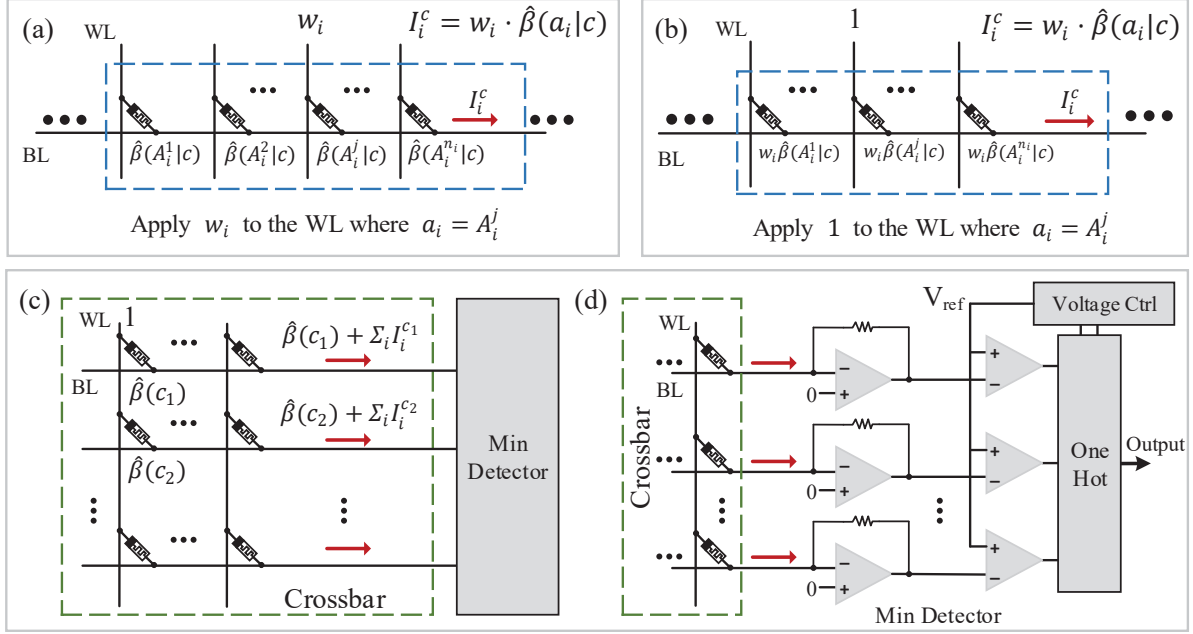 (a)
w_i
I_i^c = w_i · β̂(a_i|c)
WL
•••
•••
I_i^c
•••
•••
BL
β̂(A_i^1|c)
β̂(A_i^2|c)
β̂(A_i^j|c)
β̂(A_i^{n_i}|c)
Apply w_i to the WL where a_i = A_i^j
(b)
1
I_i^c = w_i · β̂(a_i|c)
WL
•••
•••
I_i^c
•••
•••
BL
w_iβ̂(A_i^1|c)
w_iβ̂(A_i^j|c)
w_iβ̂(A_i^{n_i}|c)
Apply 1 to the WL where a_i = A_i^j
(c)
WL
1
β̂(c_1) + Σ_i I_i^{c_1}
BL
β̂(c_1)
β̂(c_2) + Σ_i I_i^{c_2}
β̂(c_2)
Min
Detector
Crossbar
(d)
V_ref
Voltage Ctrl
WL
BL
Crossbar
−
0
+
−
0
+
−
0
+
+
−
+
−
+
−
One
Hot
Output
Min Detector